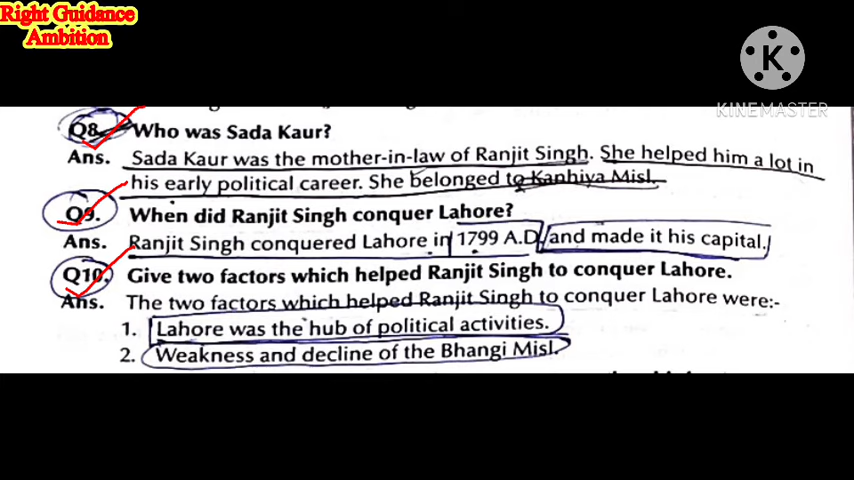 Right Guidance
Ambition
KINEMASTER
Q8. Who was Sada Kaur?
Ans. Sada Kaur was the mother-in-law of Ranjit Singh. She helped him a lot in
his early political career. She belonged to Kanhiya Misl.
Q9. When did Ranjit Singh conquer Lahore?
Ans. Ranjit Singh conquered Lahore in 1799 A.D. and made it his capital.
Q10. Give two factors which helped Ranjit Singh to conquer Lahore.
Ans. The two factors which helped Ranjit Singh to conquer Lahore were:-
1. Lahore was the hub of political activities.
2. Weakness and decline of the Bhangi Misl.